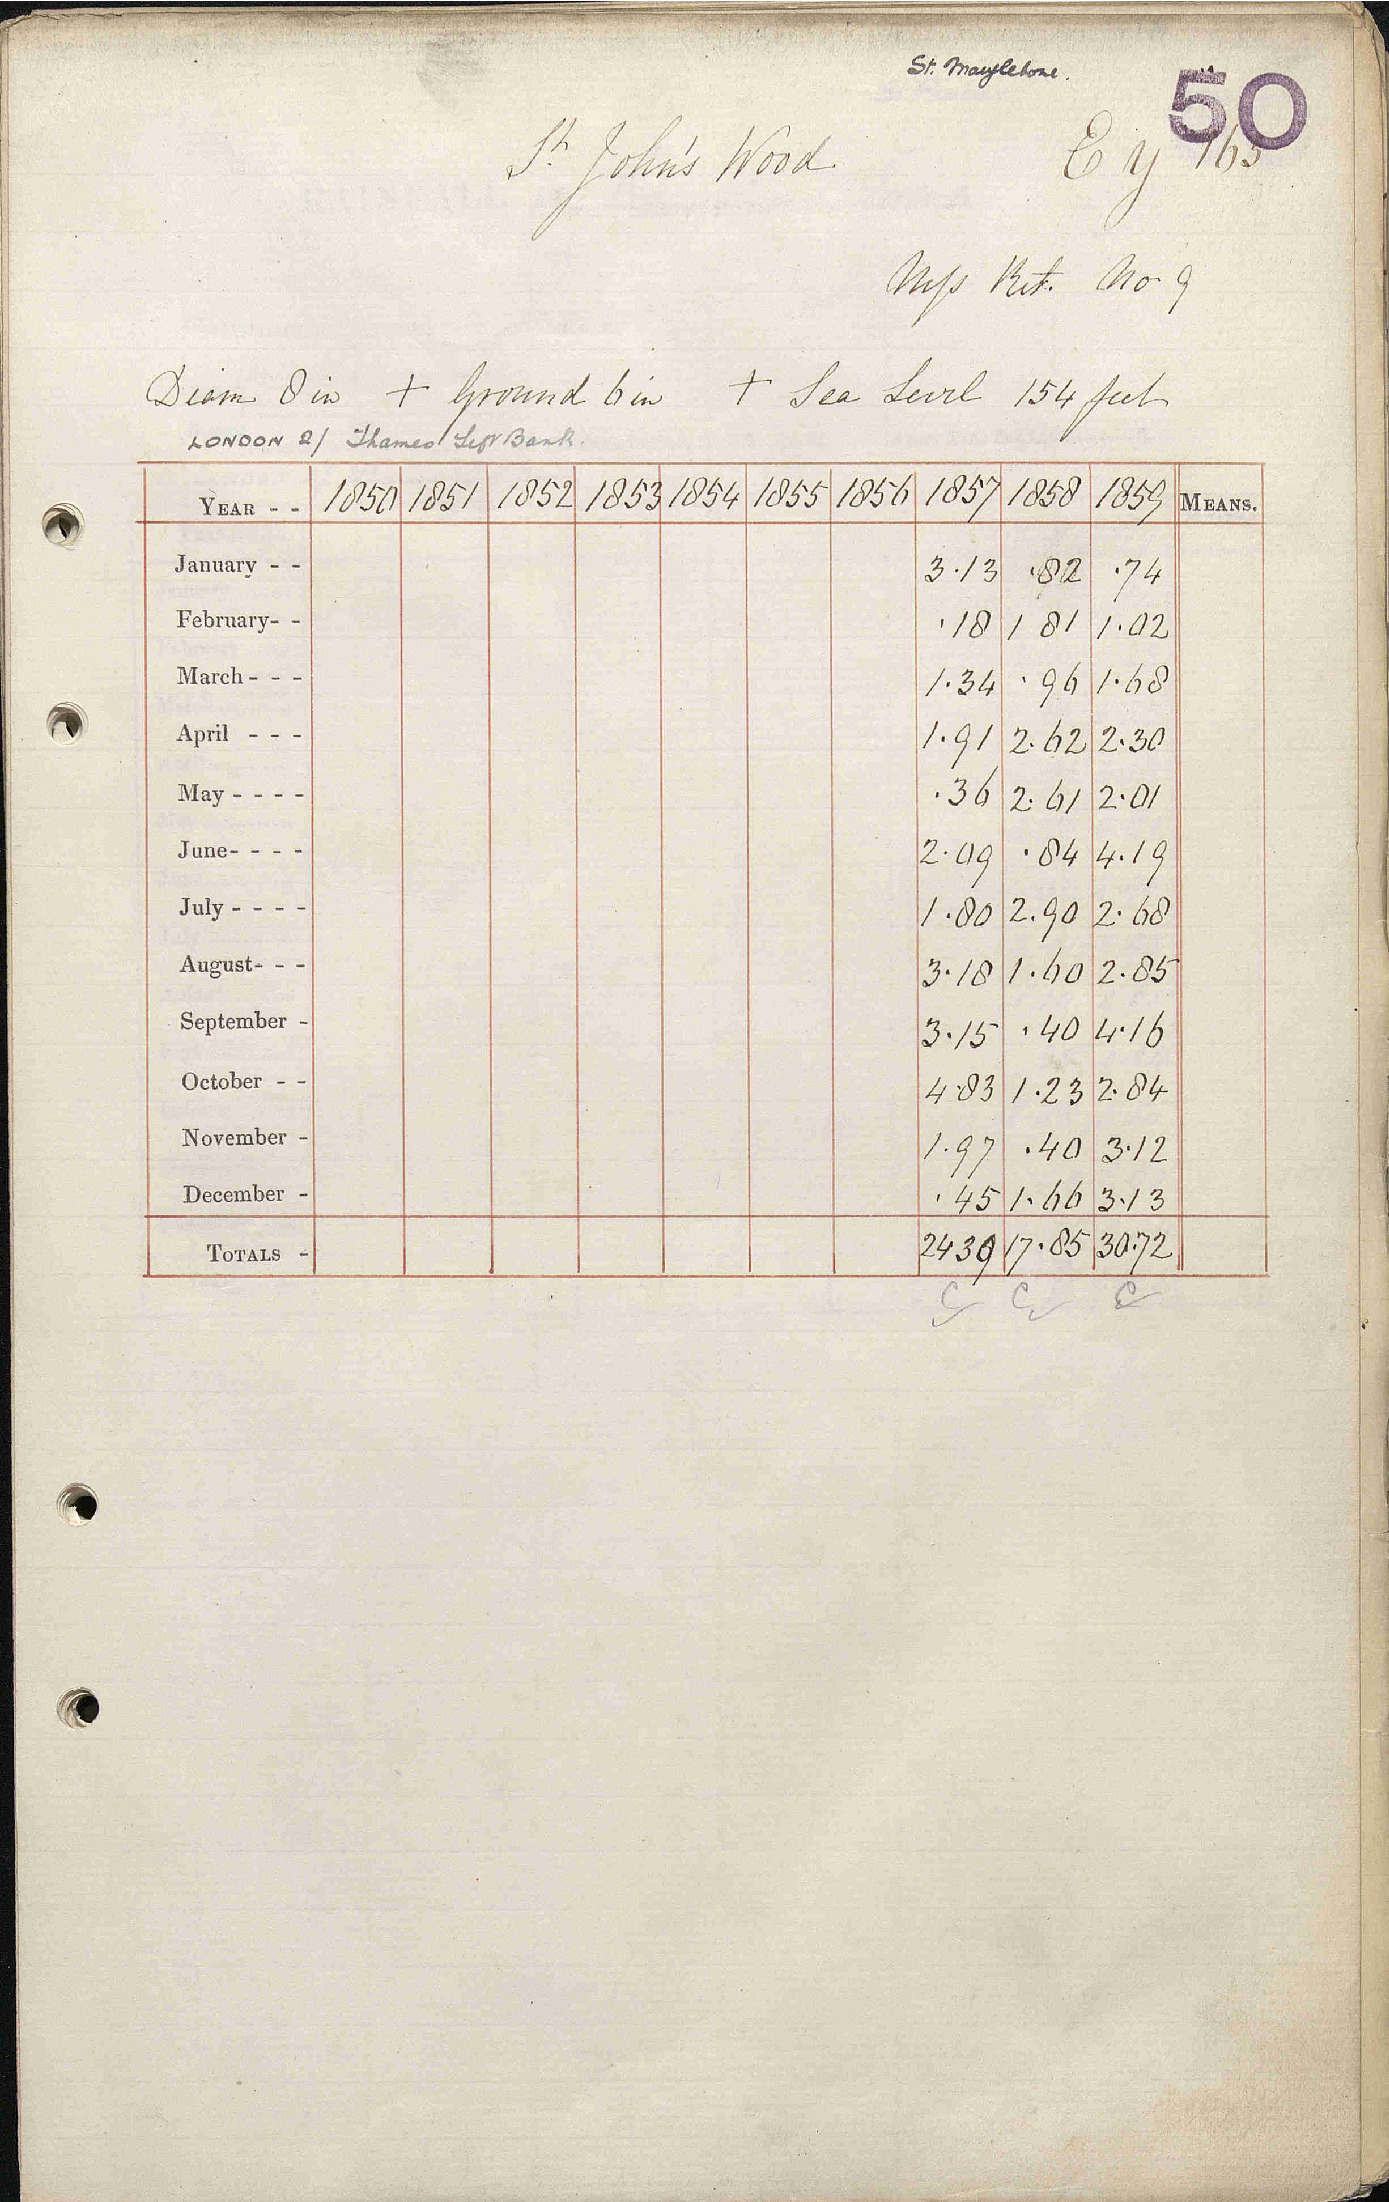 St. Marylebone.
50
St John's Wood E y 165
Mss Ret. No 9
Diam 8 in + Ground 6 in + Sea Level 154 feet
LONDON 2/ Thames Left Bank.
YEAR - - 1850 1851 1852 1853 1854 1855 1856 1857 1858 1859 MEANS.
January - - 3.13 .82 .74
February- - .18 1 81 1.02
March - - - 1.34 .96 1.68
April - - - 1.91 2.62 2.30
May - - - - .36 2.61 2.01
June- - - - 2.09 .84 4.19
July - - - - 1.80 2.90 2.68
August- - - 3.18 1.60 2.85
September - 3.15 .40 4.16
October - - 4.83 1.23 2.84
November - 1.97 .40 3.12
December - .45 1.66 3.13
TOTALS - 24 39 17.85 30.72